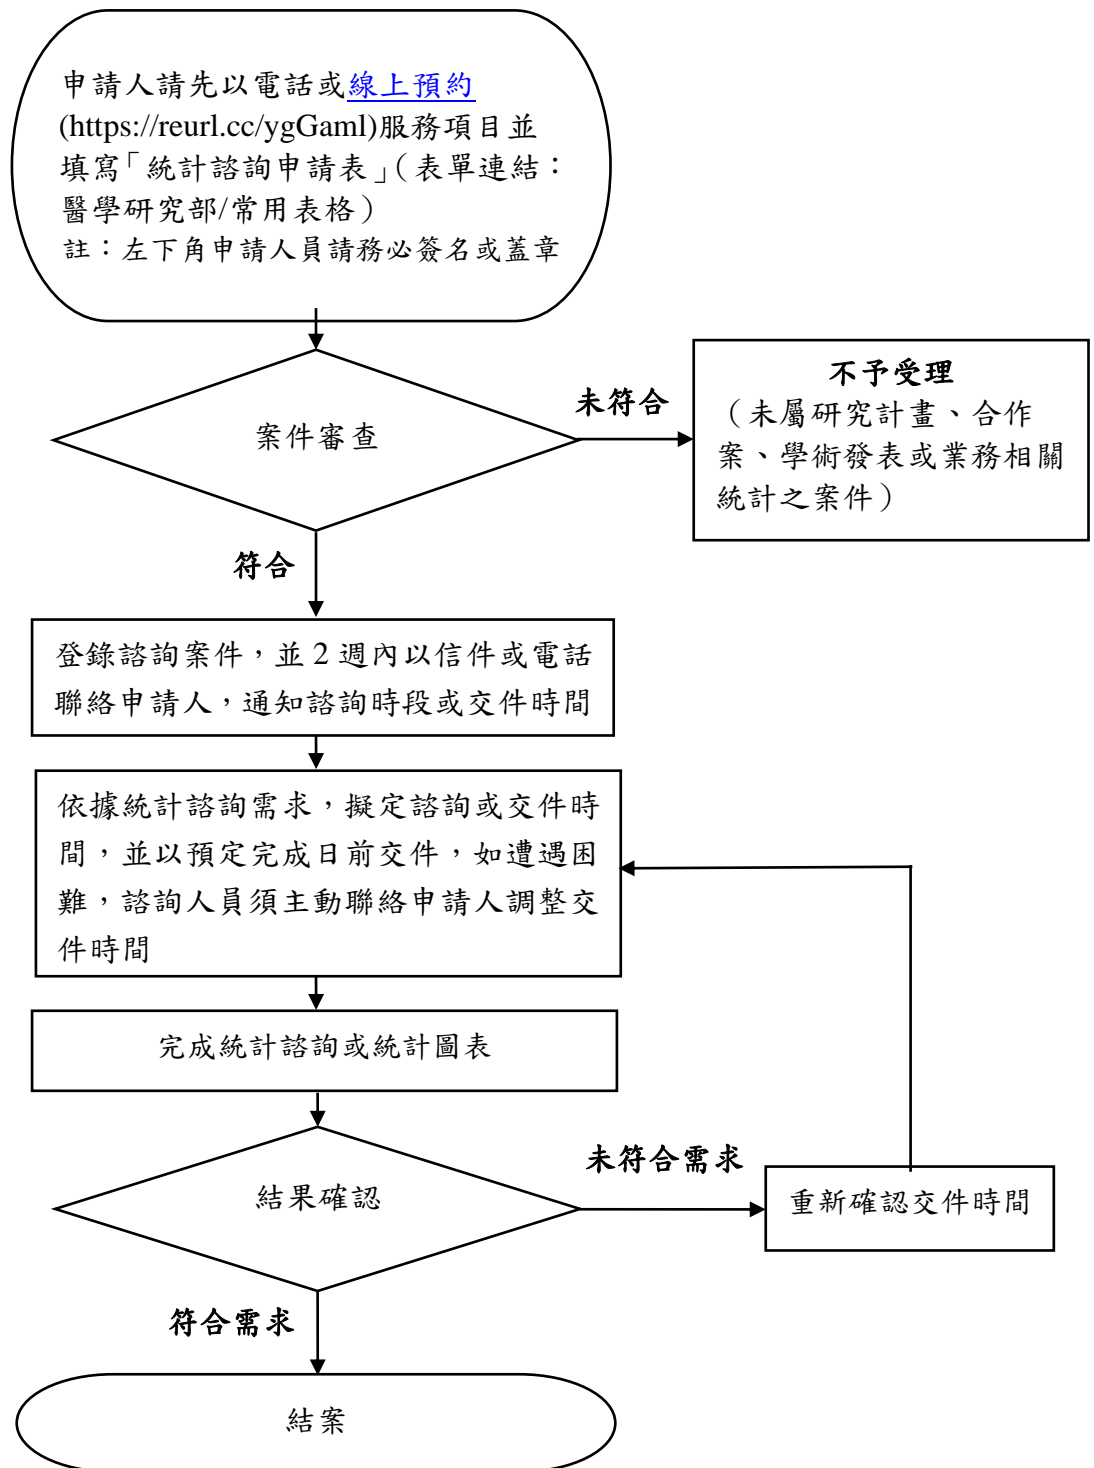 申請人請先以電話或線上預約
(https://reurl.cc/ygGaml)服務項目並
填寫「統計諮詢申請表」（表單連結：
醫學研究部/常用表格）
註：左下角申請人員請務必簽名或蓋章
案件審查
未符合
不予受理
（未屬研究計畫、合作
案、學術發表或業務相關
統計之案件）
符合
登錄諮詢案件，並 2 週內以信件或電話
聯絡申請人，通知諮詢時段或交件時間
依據統計諮詢需求，擬定諮詢或交件時
間，並以預定完成日前交件，如遭遇困
難，諮詢人員須主動聯絡申請人調整交
件時間
完成統計諮詢或統計圖表
結果確認
未符合需求
重新確認交件時間
符合需求
結案